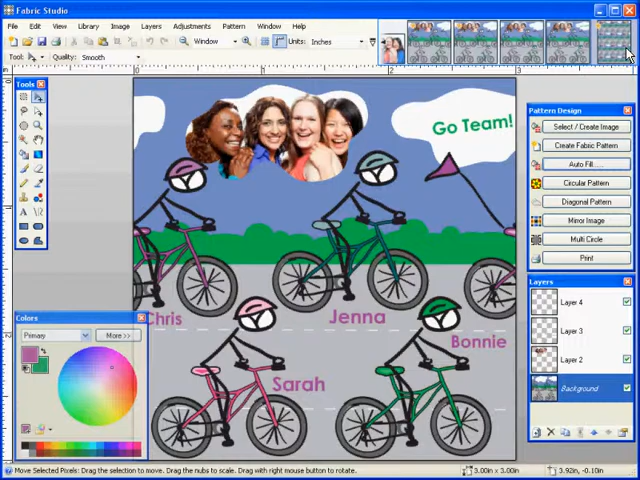 Fabric Studio
File Edit View Library Image Layers Adjustments Pattern Window Help
Window Units: Inches
Tool: Quality: Smooth
0 1 2 3
Tools
Go Team!
Pattern Design
Select / Create Image
Create Fabric Pattern
Auto Fill.....
Circular Pattern
Diagonal Pattern
Mirror Image
Multi Circle
Print
Layers
Layer 4
Layer 3
Layer 2
Background
Chris
Jenna
Bonnie
Sarah
Colors
Primary More >>
Move Selected Pixels: Drag the selection to move. Drag the nubs to scale. Drag with right mouse button to rotate. 3.00in x 3.00in 3.92in, -0.10in